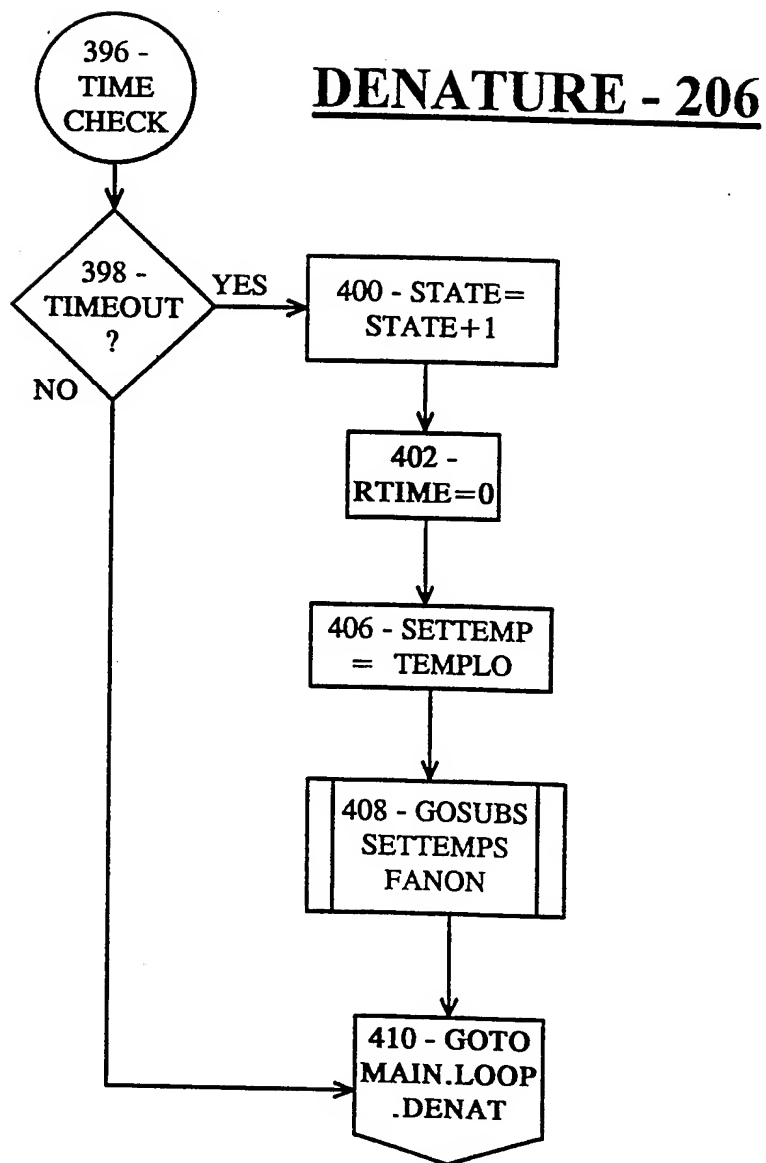 396 -
TIME
CHECK
DENATURE - 206
398 -
TIMEOUT
?
YES
NO
400 - STATE=
STATE+1
402 -
RTIME=0
406 - SETTEMP
= TEMPLO
408 - GOSUBS
SETTEMPS
FANON
410 - GOTO
MAIN.LOOP
.DENAT